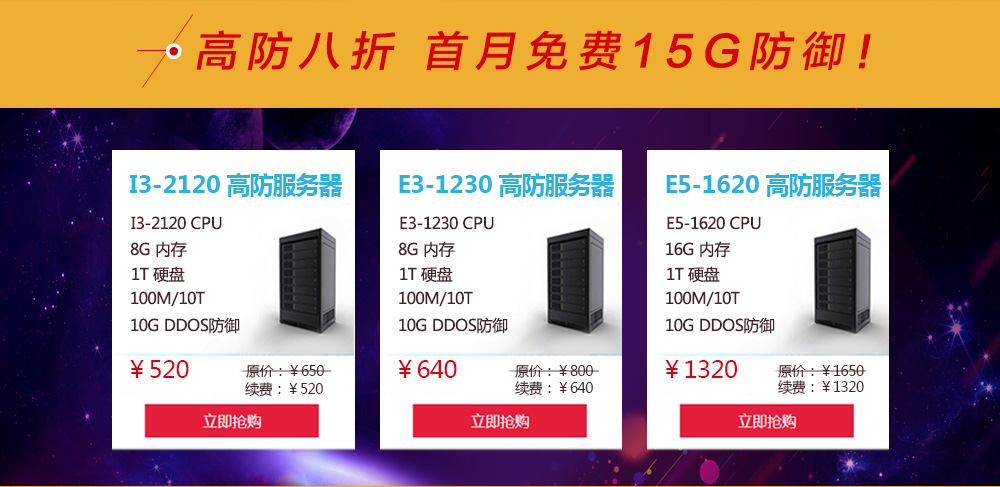 高防八折 首月免费15G防御!
I3-2120 高防服务器
I3-2120 CPU
8G 内存
1T 硬盘
100M/10T
10G DDOS防御
¥520
原价：¥650
续费：¥520
立即抢购
E3-1230 高防服务器
E3-1230 CPU
8G 内存
1T 硬盘
100M/10T
10G DDOS防御
¥640
原价：¥800
续费：¥640
立即抢购
E5-1620 高防服务器
E5-1620 CPU
16G 内存
1T 硬盘
100M/10T
10G DDOS防御
¥1320
原价：¥1650
续费：¥1320
立即抢购